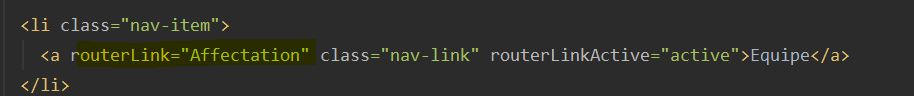 <li class="nav-item">
<a routerLink="Affectation" class="nav-link" routerLinkActive="active">Equipe</a>
</li>